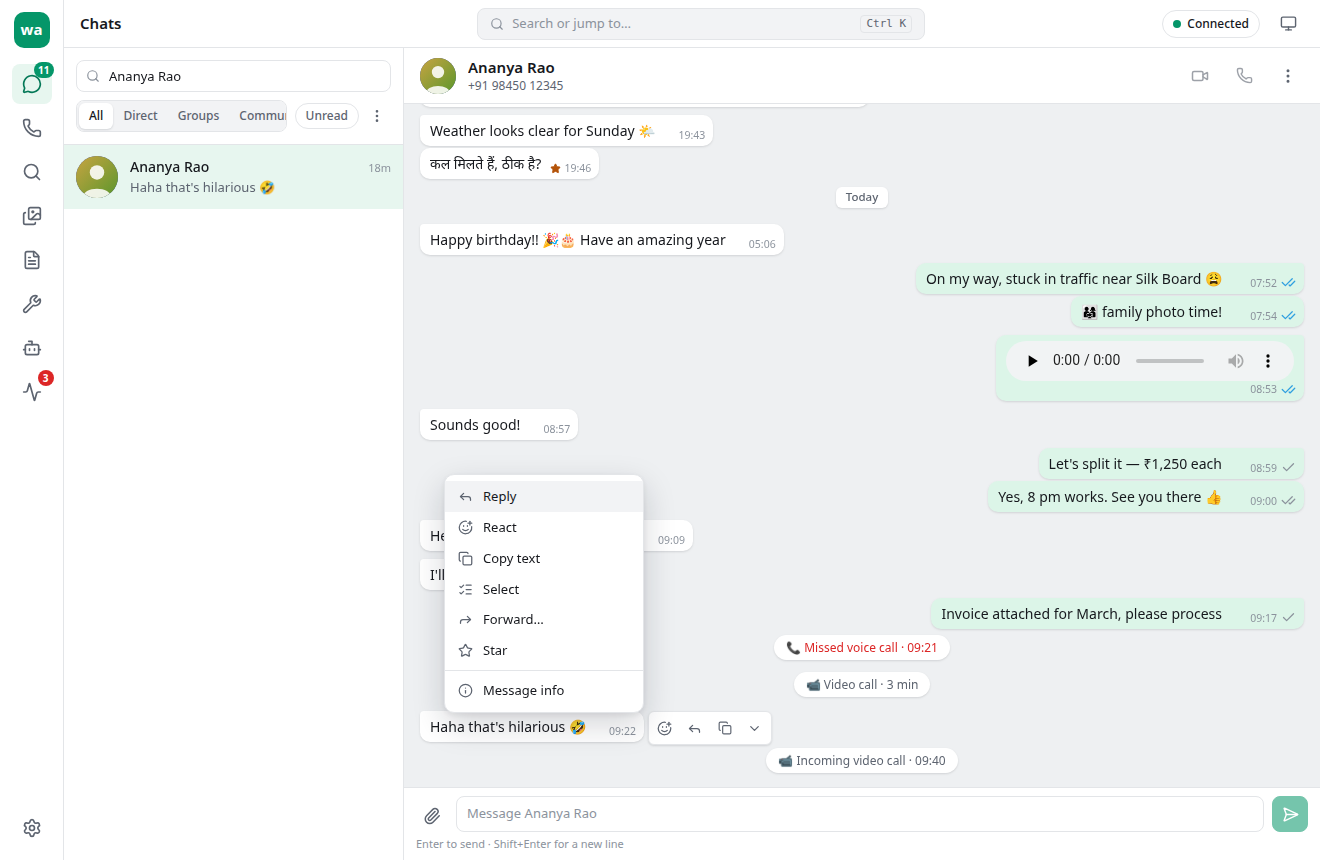 wa
Chats
Search or jump to...
Ctrl K
Connected
11
3
Ananya Rao
All
Direct
Groups
Unread
Ananya Rao
18m
Haha that's hilarious 🤣
Ananya Rao
+91 98450 12345
Weather looks clear for Sunday 🌤️
19:43
कल मिलते हैं, ठीक है?
19:46
Today
Happy birthday!! 🎉🎂 Have an amazing year
05:06
On my way, stuck in traffic near Silk Board 😩
07:52
👨‍👩‍👧 family photo time!
07:54
0:00 / 0:00
08:53
Sounds good!
08:57
Let's split it — ₹1,250 each
08:59
Yes, 8 pm works. See you there 👍
09:00
09:09
I'll
Reply
React
Copy text
Select
Forward...
Star
Message info
Invoice attached for March, please process
09:17
📞 Missed voice call · 09:21
📹 Video call · 3 min
Haha that's hilarious 🤣
09:22
📹 Incoming video call · 09:40
Message Ananya Rao
Enter to send · Shift+Enter for a new line